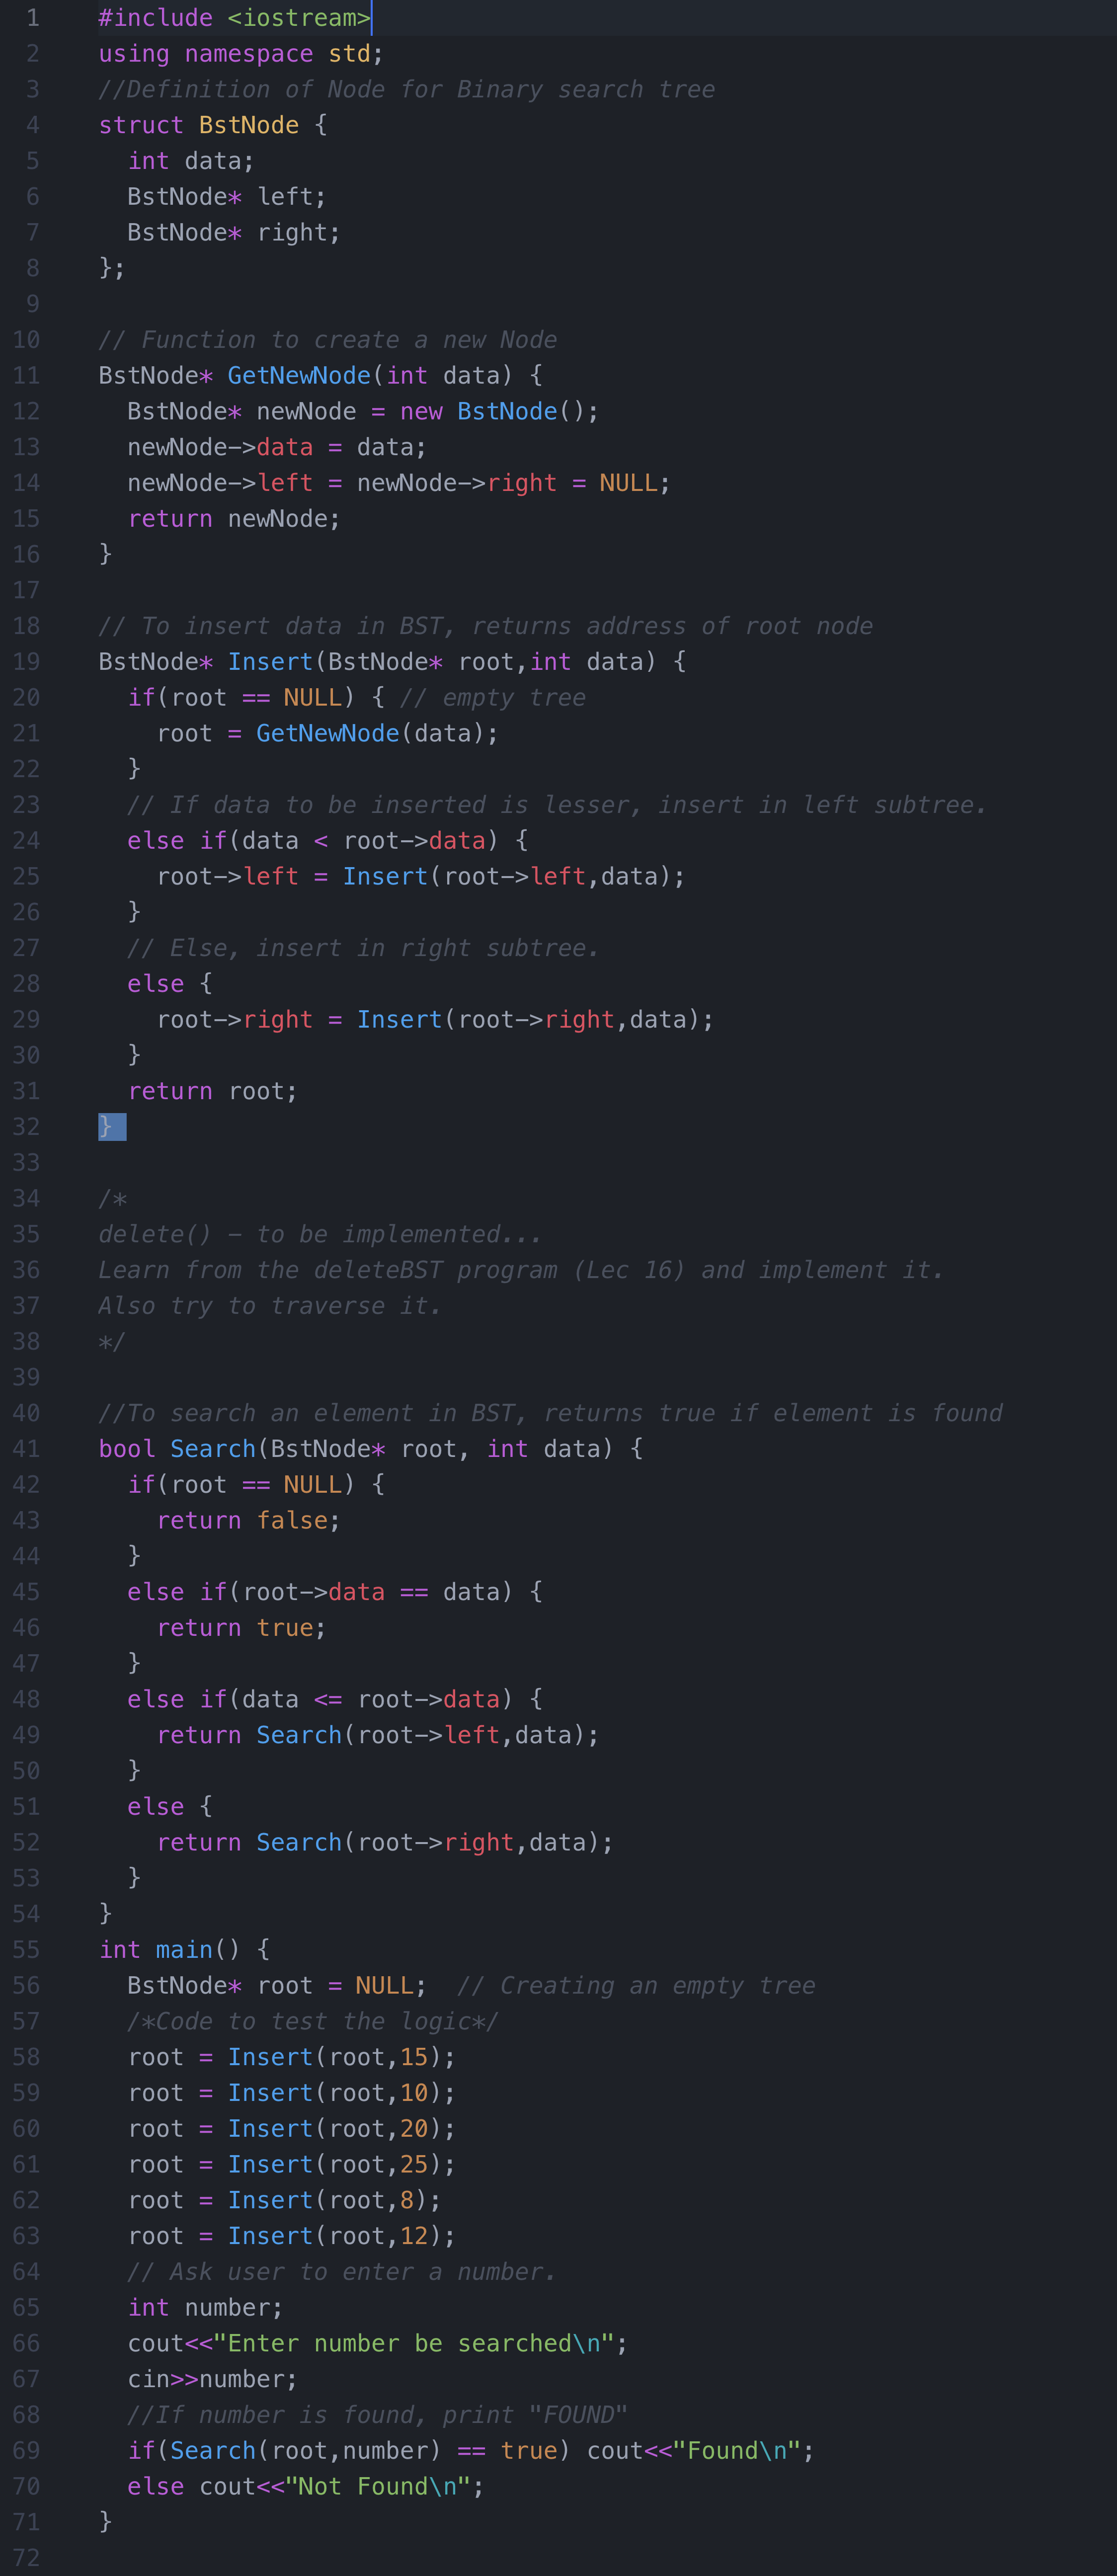 1 #include <iostream>
2 using namespace std;
3 //Definition of Node for Binary search tree
4 struct BstNode {
5   int data;
6   BstNode* left;
7   BstNode* right;
8 };
9
10 // Function to create a new Node
11 BstNode* GetNewNode(int data) {
12   BstNode* newNode = new BstNode();
13   newNode->data = data;
14   newNode->left = newNode->right = NULL;
15   return newNode;
16 }
17
18 // To insert data in BST, returns address of root node
19 BstNode* Insert(BstNode* root,int data) {
20   if(root == NULL) { // empty tree
21     root = GetNewNode(data);
22   }
23   // If data to be inserted is lesser, insert in left subtree.
24   else if(data < root->data) {
25     root->left = Insert(root->left,data);
26   }
27   // Else, insert in right subtree.
28   else {
29     root->right = Insert(root->right,data);
30   }
31   return root;
32 }
33
34 /*
35 delete() - to be implemented...
36 Learn from the deleteBST program (Lec 16) and implement it.
37 Also try to traverse it.
38 */
39
40 //To search an element in BST, returns true if element is found
41 bool Search(BstNode* root, int data) {
42   if(root == NULL) {
43     return false;
44   }
45   else if(root->data == data) {
46     return true;
47   }
48   else if(data <= root->data) {
49     return Search(root->left,data);
50   }
51   else {
52     return Search(root->right,data);
53   }
54 }
55 int main() {
56   BstNode* root = NULL;  // Creating an empty tree
57   /*Code to test the logic*/
58   root = Insert(root,15);
59   root = Insert(root,10);
60   root = Insert(root,20);
61   root = Insert(root,25);
62   root = Insert(root,8);
63   root = Insert(root,12);
64   // Ask user to enter a number.
65   int number;
66   cout<<"Enter number be searched\n";
67   cin>>number;
68   //If number is found, print "FOUND"
69   if(Search(root,number) == true) cout<<"Found\n";
70   else cout<<"Not Found\n";
71 }
72